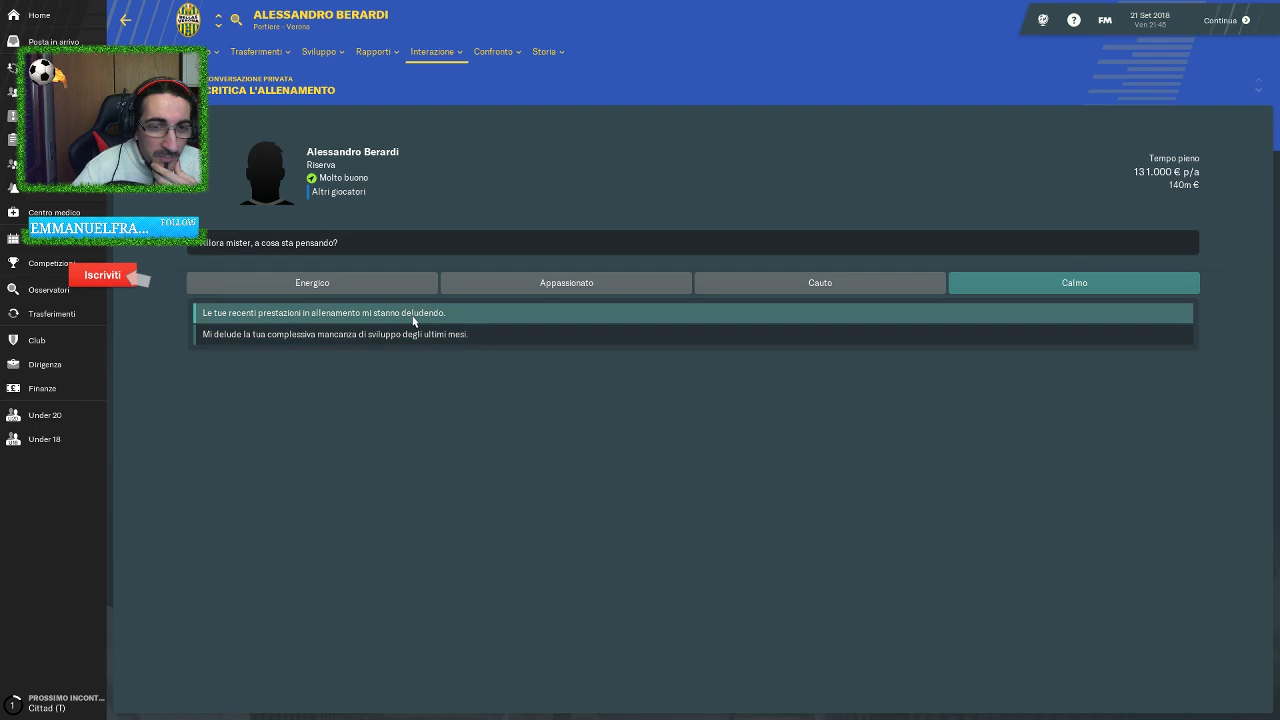 Home
Posta in arrivo
Centro medico
Competizioni
Osservatori
Trasferimenti
Club
Dirigenza
Finanze
Under 20
Under 18
PROSSIMO INCONT...
Cittad (T)
FOLLOW
EMMANUELFRA...
Iscriviti
HELLAS VERONA
ALESSANDRO BERARDI
Portiere - Verona
Trasferimenti
Sviluppo
Rapporti
Interazione
Confronto
Storia
FM
21 Set 2018
Ven 21:45
Continua
CONVERSAZIONE PRIVATA
CRITICA L'ALLENAMENTO
Alessandro Berardi
Riserva
Molto buono
Altri giocatori
Tempo pieno
131.000 € p/a
140m €
Allora mister, a cosa sta pensando?
Energico
Appassionato
Cauto
Calmo
Le tue recenti prestazioni in allenamento mi stanno deludendo.
Mi delude la tua complessiva mancanza di sviluppo degli ultimi mesi.